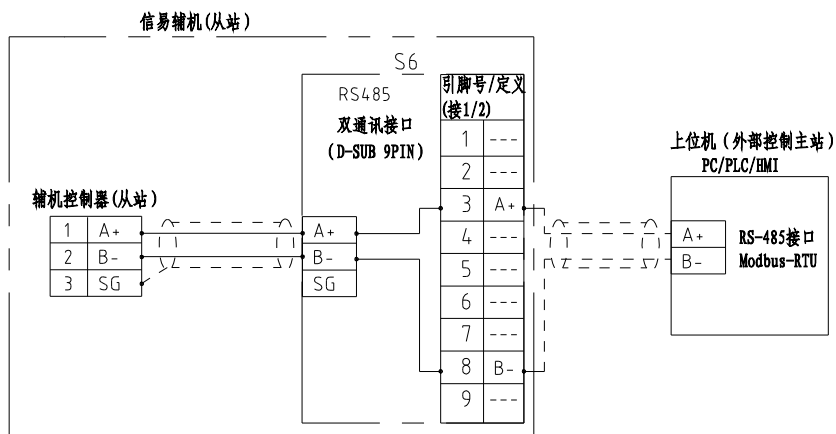 信易辅机(从站)
S6
RS485
双通讯接口
(D-SUB 9PIN)
引脚号/定义
(接1/2)
1 ---
2 ---
3 A+
4 ---
5 ---
6 ---
7 ---
8 B-
9 ---
辅机控制器(从站)
1 A+
2 B-
3 SG
A+
B-
SG
上位机(外部控制主站)
PC/PLC/HMI
A+
B-
RS-485接口
Modbus-RTU